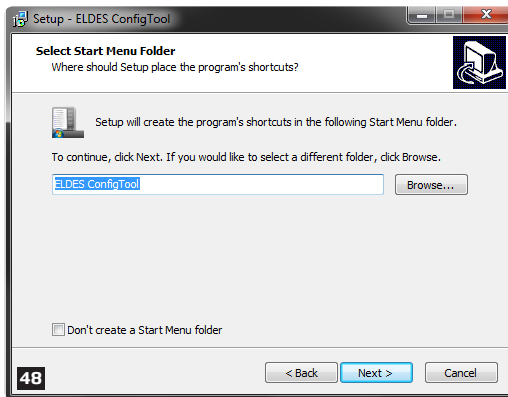 Setup - ELDES ConfigTool
Select Start Menu Folder
Where should Setup place the program's shortcuts?
Setup will create the program's shortcuts in the following Start Menu folder.
To continue, click Next. If you would like to select a different folder, click Browse.
ELDES ConfigTool
Browse...
Don't create a Start Menu folder
48
< Back
Next >
Cancel